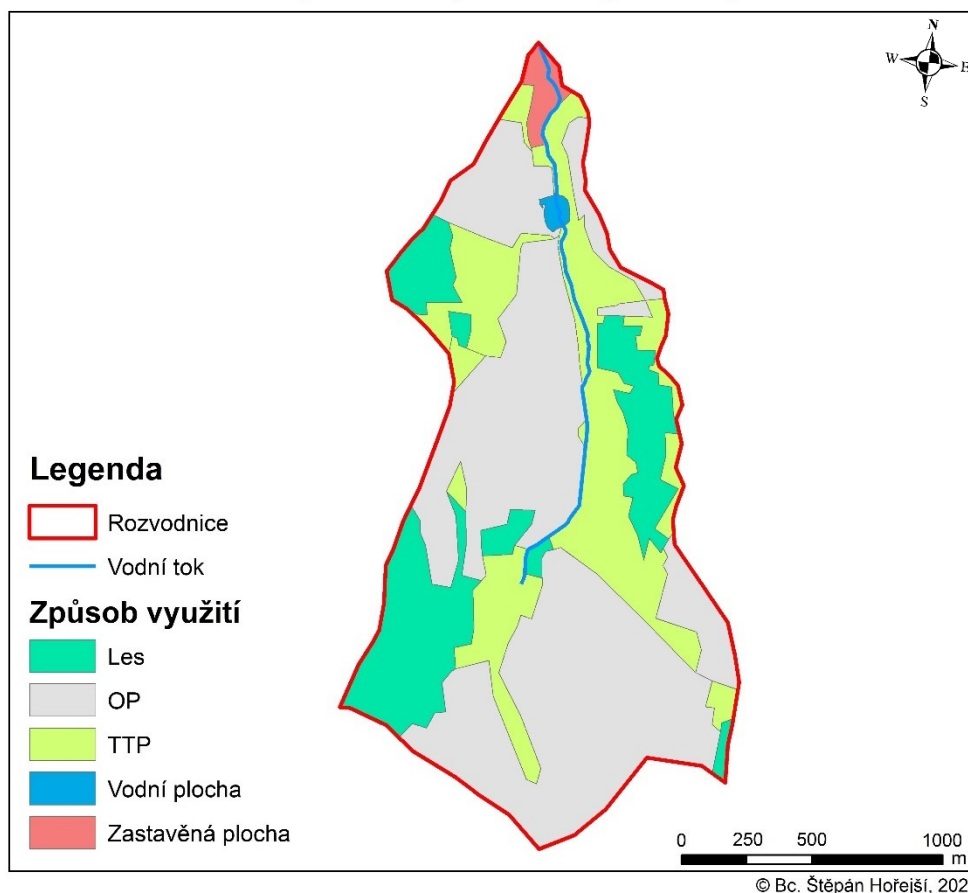 N
W E
S
Legenda
Rozvodnice
Vodní tok
Způsob využití
Les
OP
TTP
Vodní plocha
Zastavěná plocha
0 250 500 1000
m
© Bc. Štěpán Hořejší, 202